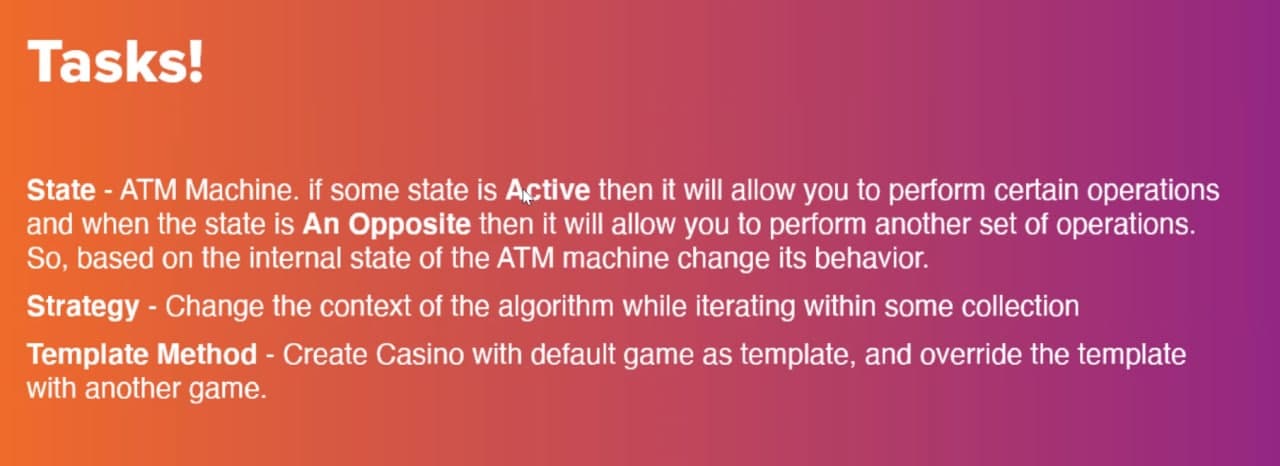 Tasks!
State - ATM Machine. if some state is Active then it will allow you to perform certain operations
and when the state is An Opposite then it will allow you to perform another set of operations.
So, based on the internal state of the ATM machine change its behavior.
Strategy - Change the context of the algorithm while iterating within some collection
Template Method - Create Casino with default game as template, and override the template
with another game.